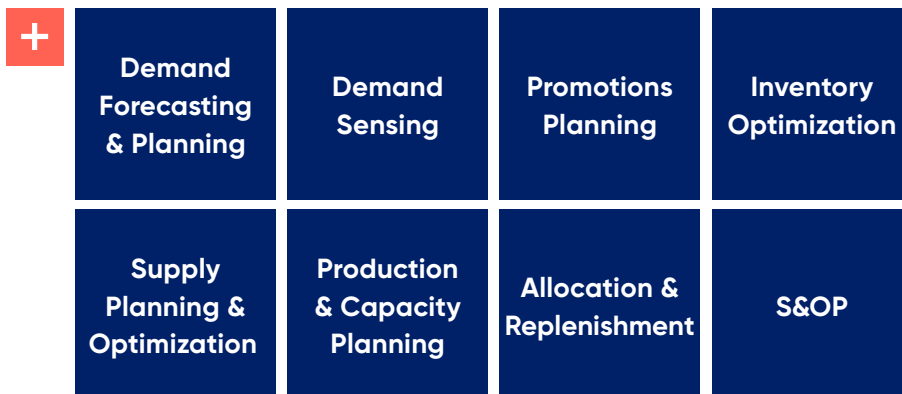 Demand
Forecasting
& Planning
Demand
Sensing
Promotions
Planning
Inventory
Optimization
Supply
Planning &
Optimization
Production
& Capacity
Planning
Allocation &
Replenishment
S&OP